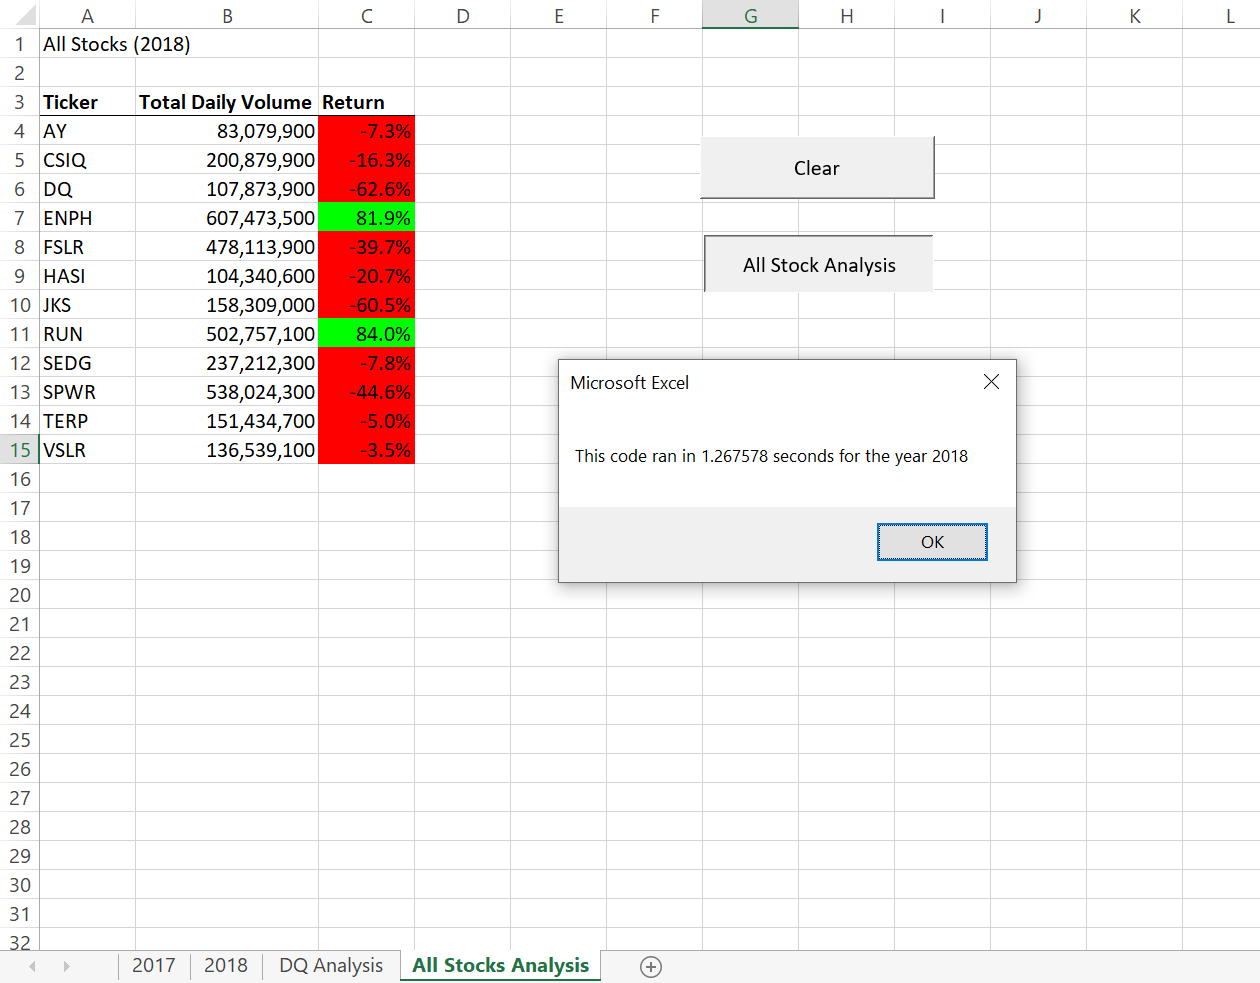 A B C D E F G H I J K L
1 All Stocks (2018)
2
3 Ticker Total Daily Volume Return
4 AY 83,079,900 -7.3%
5 CSIQ 200,879,900 -16.3%
6 DQ 107,873,900 -62.6%
7 ENPH 607,473,500 81.9%
8 FSLR 478,113,900 -39.7%
9 HASI 104,340,600 -20.7%
10 JKS 158,309,000 -60.5%
11 RUN 502,757,100 84.0%
12 SEDG 237,212,300 -7.8%
13 SPWR 538,024,300 -44.6%
14 TERP 151,434,700 -5.0%
15 VSLR 136,539,100 -3.5%
16
17
18
19
20
21
22
23
24
25
26
27
28
29
30
31
32
Clear
All Stock Analysis
Microsoft Excel
This code ran in 1.267578 seconds for the year 2018
OK
2017 2018 DQ Analysis All Stocks Analysis